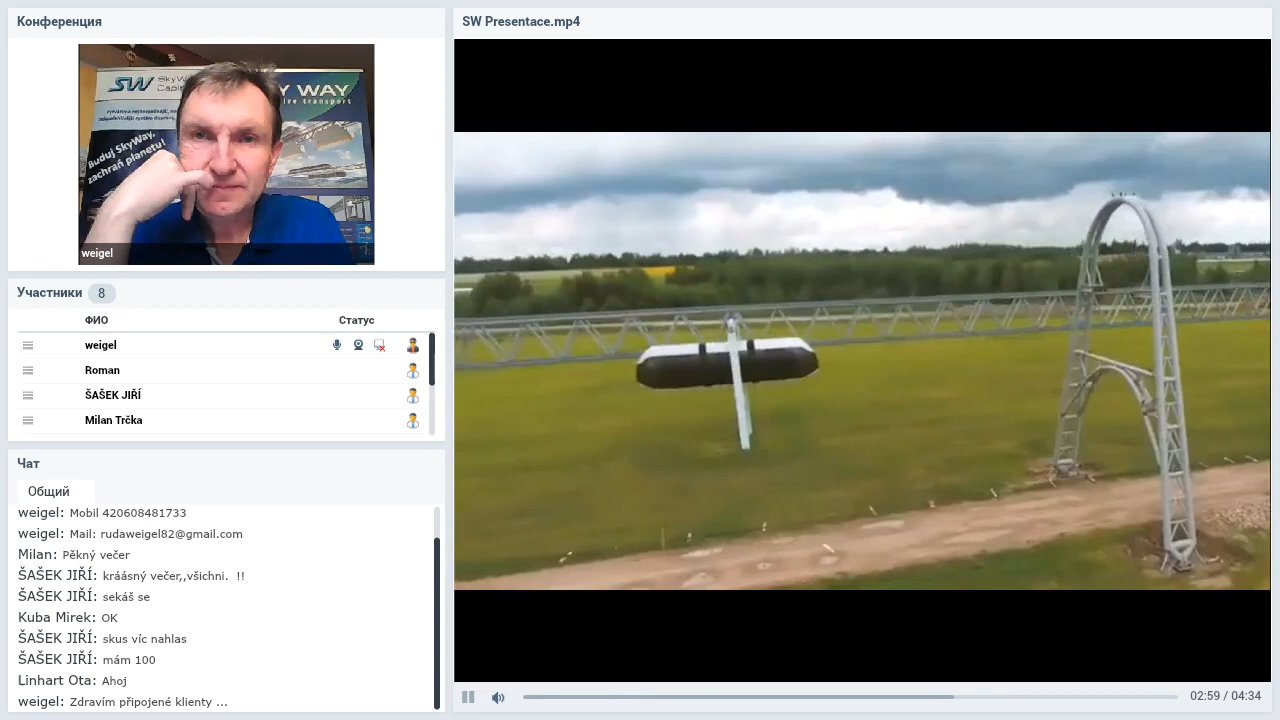 Конференция
SW
Buduj SkyWay,
zachraň planetu!
weigel
Участники 8
ФИО Статус
weigel
Roman
ŠAŠEK JIŘÍ
Milan Trčka
Чат
Общий
weigel: Mobil 420608481733
weigel: Mail: rudaweigel82@gmail.com
Milan: Pěkný večer
ŠAŠEK JIŘÍ: kráásný večer,,všichni. !!
ŠAŠEK JIŘÍ: sekáš se
Kuba Mirek: OK
ŠAŠEK JIŘÍ: skus víc nahlas
ŠAŠEK JIŘÍ: mám 100
Linhart Ota: Ahoj
weigel: Zdravím připojené klienty ...
SW Presentace.mp4
02:59 / 04:34